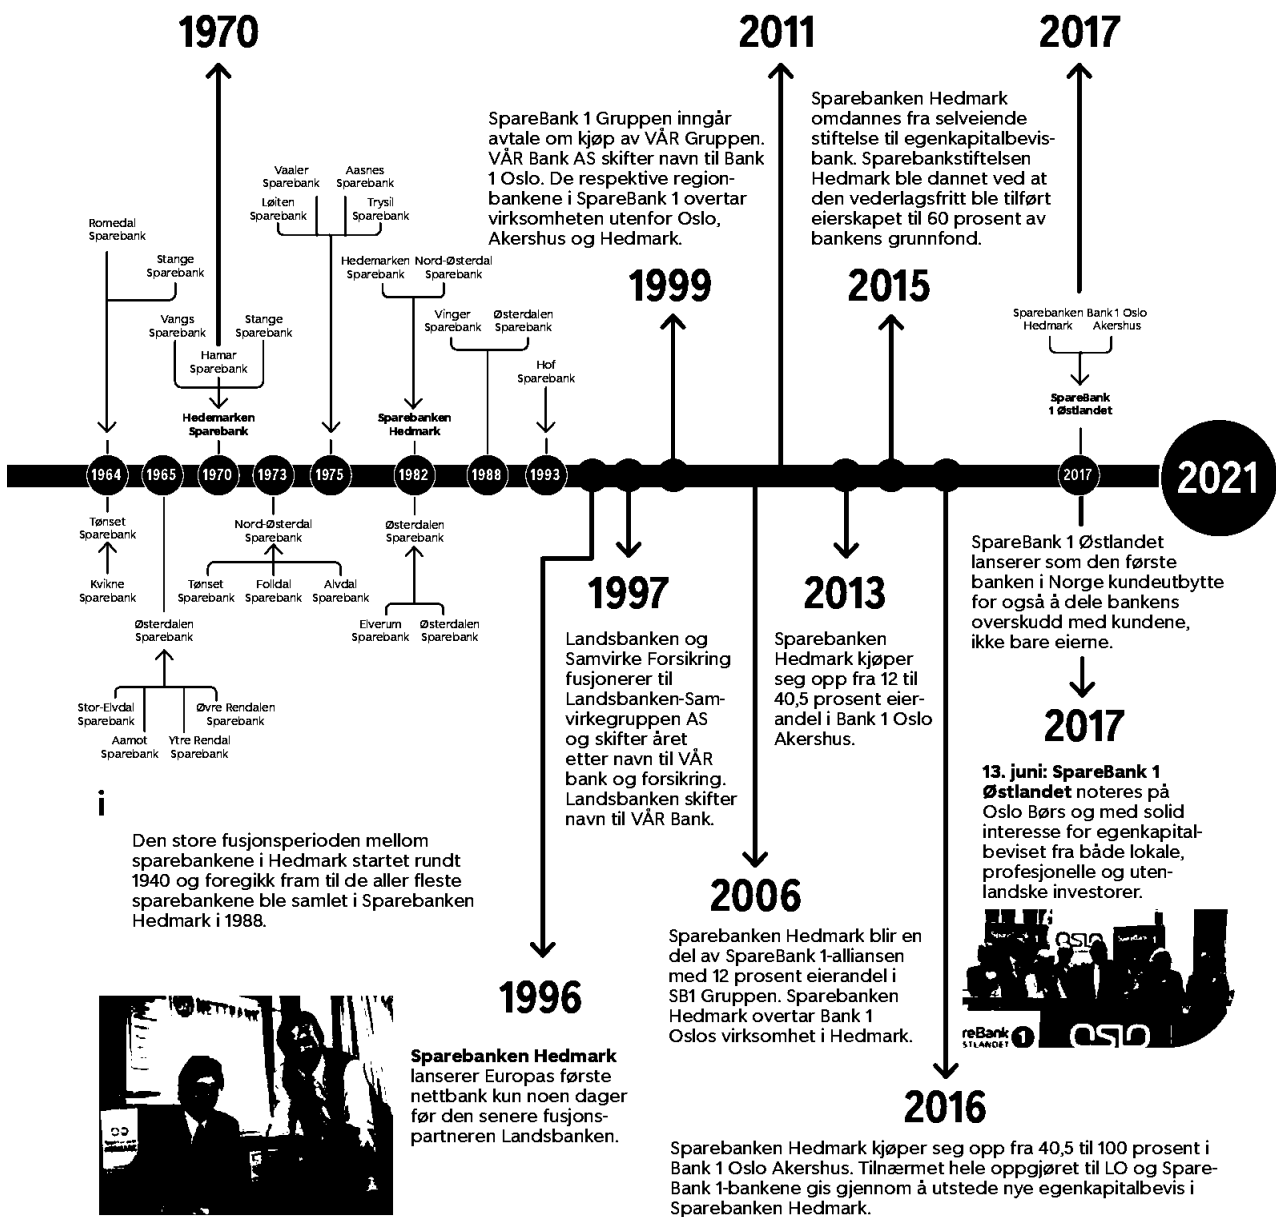 1970
2011
2017
SpareBank 1 Gruppen inngår
avtale om kjøp av VÅR Gruppen.
VÅR Bank AS skifter navn til Bank
1 Oslo. De respektive region-
bankene i SpareBank 1 overtar
virksomheten utenfor Oslo,
Akershus og Hedmark.
1999
Sparebanken Hedmark
omdannes fra selveiende
stiftelse til egenkapitalbevis-
bank. Sparebankstiftelsen
Hedmark ble dannet ved at
den vederlagsfritt ble tilført
eierskapet til 60 prosent av
bankens grunnfond.
2015
Romedal
Sparebank
Stange
Sparebank
Vangs
Sparebank
Stange
Sparebank
Hamar
Sparebank
Hedemarken
Sparebank
Vaaler
Sparebank
Aasnes
Sparebank
Løiten
Sparebank
Trysil
Sparebank
Hedemarken
Sparebank
Nord-Østerdal
Sparebank
Sparebanken
Hedmark
Vinger
Sparebank
Østerdalen
Sparebank
Hof
Sparebank
Sparebanken
Hedmark
Bank 1 Oslo
Akershus
SpareBank
1 Østlandet
1964
1965
1970
1973
1975
1982
1988
1993
2017
2021
Tønset
Sparebank
Kvikne
Sparebank
Østerdalen
Sparebank
Stor-Elvdal
Sparebank
Øvre Rendalen
Sparebank
Aamot
Sparebank
Ytre Rendal
Sparebank
Nord-Østerdal
Sparebank
Tønset
Sparebank
Folldal
Sparebank
Alvdal
Sparebank
Østerdalen
Sparebank
Elverum
Sparebank
Østerdalen
Sparebank
1997
Landsbanken og
Samvirke Forsikring
fusjonerer til
Landsbanken-Sam-
virkegruppen AS
og skifter året
etter navn til VÅR
bank og forsikring.
Landsbanken skifter
navn til VÅR Bank.
2013
Sparebanken
Hedmark kjøper
seg opp fra 12 til
40,5 prosent eier-
andel i Bank 1 Oslo
Akershus.
SpareBank 1 Østlandet
lanserer som den første
banken i Norge kundeutbytte
for også å dele bankens
overskudd med kundene,
ikke bare eierne.
2017
13. juni: SpareBank 1
Østlandet noteres på
Oslo Børs og med solid
interesse for egenkapital-
beviset fra både lokale,
profesjonelle og uten-
landske investorer.
i
Den store fusjonsperioden mellom
sparebankene i Hedmark startet rundt
1940 og foregikk fram til de aller fleste
sparebankene ble samlet i Sparebanken
Hedmark i 1988.
2006
Sparebanken Hedmark blir en
del av SpareBank 1-alliansen
med 12 prosent eierandel i
SB1 Gruppen. Sparebanken
Hedmark overtar Bank 1
Oslos virksomhet i Hedmark.
1996
Sparebanken Hedmark
lanserer Europas første
nettbank kun noen dager
før den senere fusjons-
partneren Landsbanken.
reBank 1
STLANDET
OSLO
2016
Sparebanken Hedmark kjøper seg opp fra 40,5 til 100 prosent i
Bank 1 Oslo Akershus. Tilnærmet hele oppgjøret til LO og Spare-
Bank 1-bankene gis gjennom å utstede nye egenkapitalbevis i
Sparebanken Hedmark.